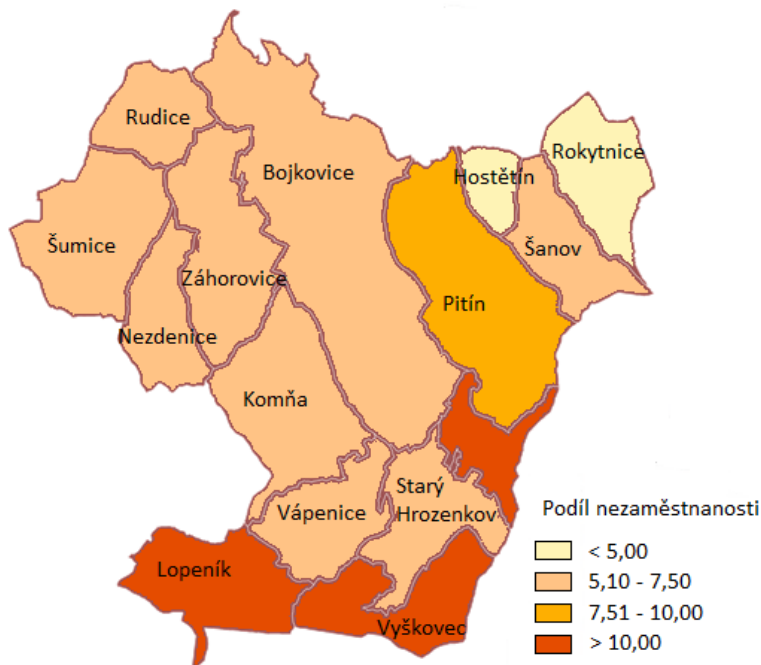 Rudice
Bojkovice
Hostětín
Rokytnice
Šumice
Záhorovice
Šanov
Nezdenice
Pitín
Komňa
Starý
Hrozenkov
Vápenice
Lopeník
Vyškovec
Podíl nezaměstnanosti
< 5,00
5,10 - 7,50
7,51 - 10,00
> 10,00